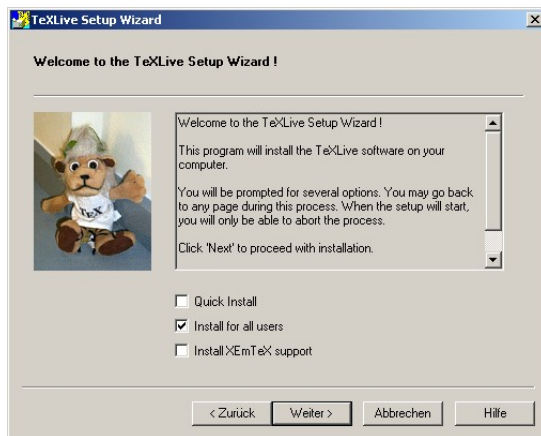 TeXLive Setup Wizard
Welcome to the TeXLive Setup Wizard !
Welcome to the TeXLive Setup Wizard !
This program will install the TeXLive software on your
computer.
You will be prompted for several options. You may go back
to any page during this process. When the setup will start,
you will only be able to abort the process.
Click 'Next' to proceed with installation.
TEX
Quick Install
Install for all users
Install XEmTeX support
< Zurück
Weiter >
Abbrechen
Hilfe